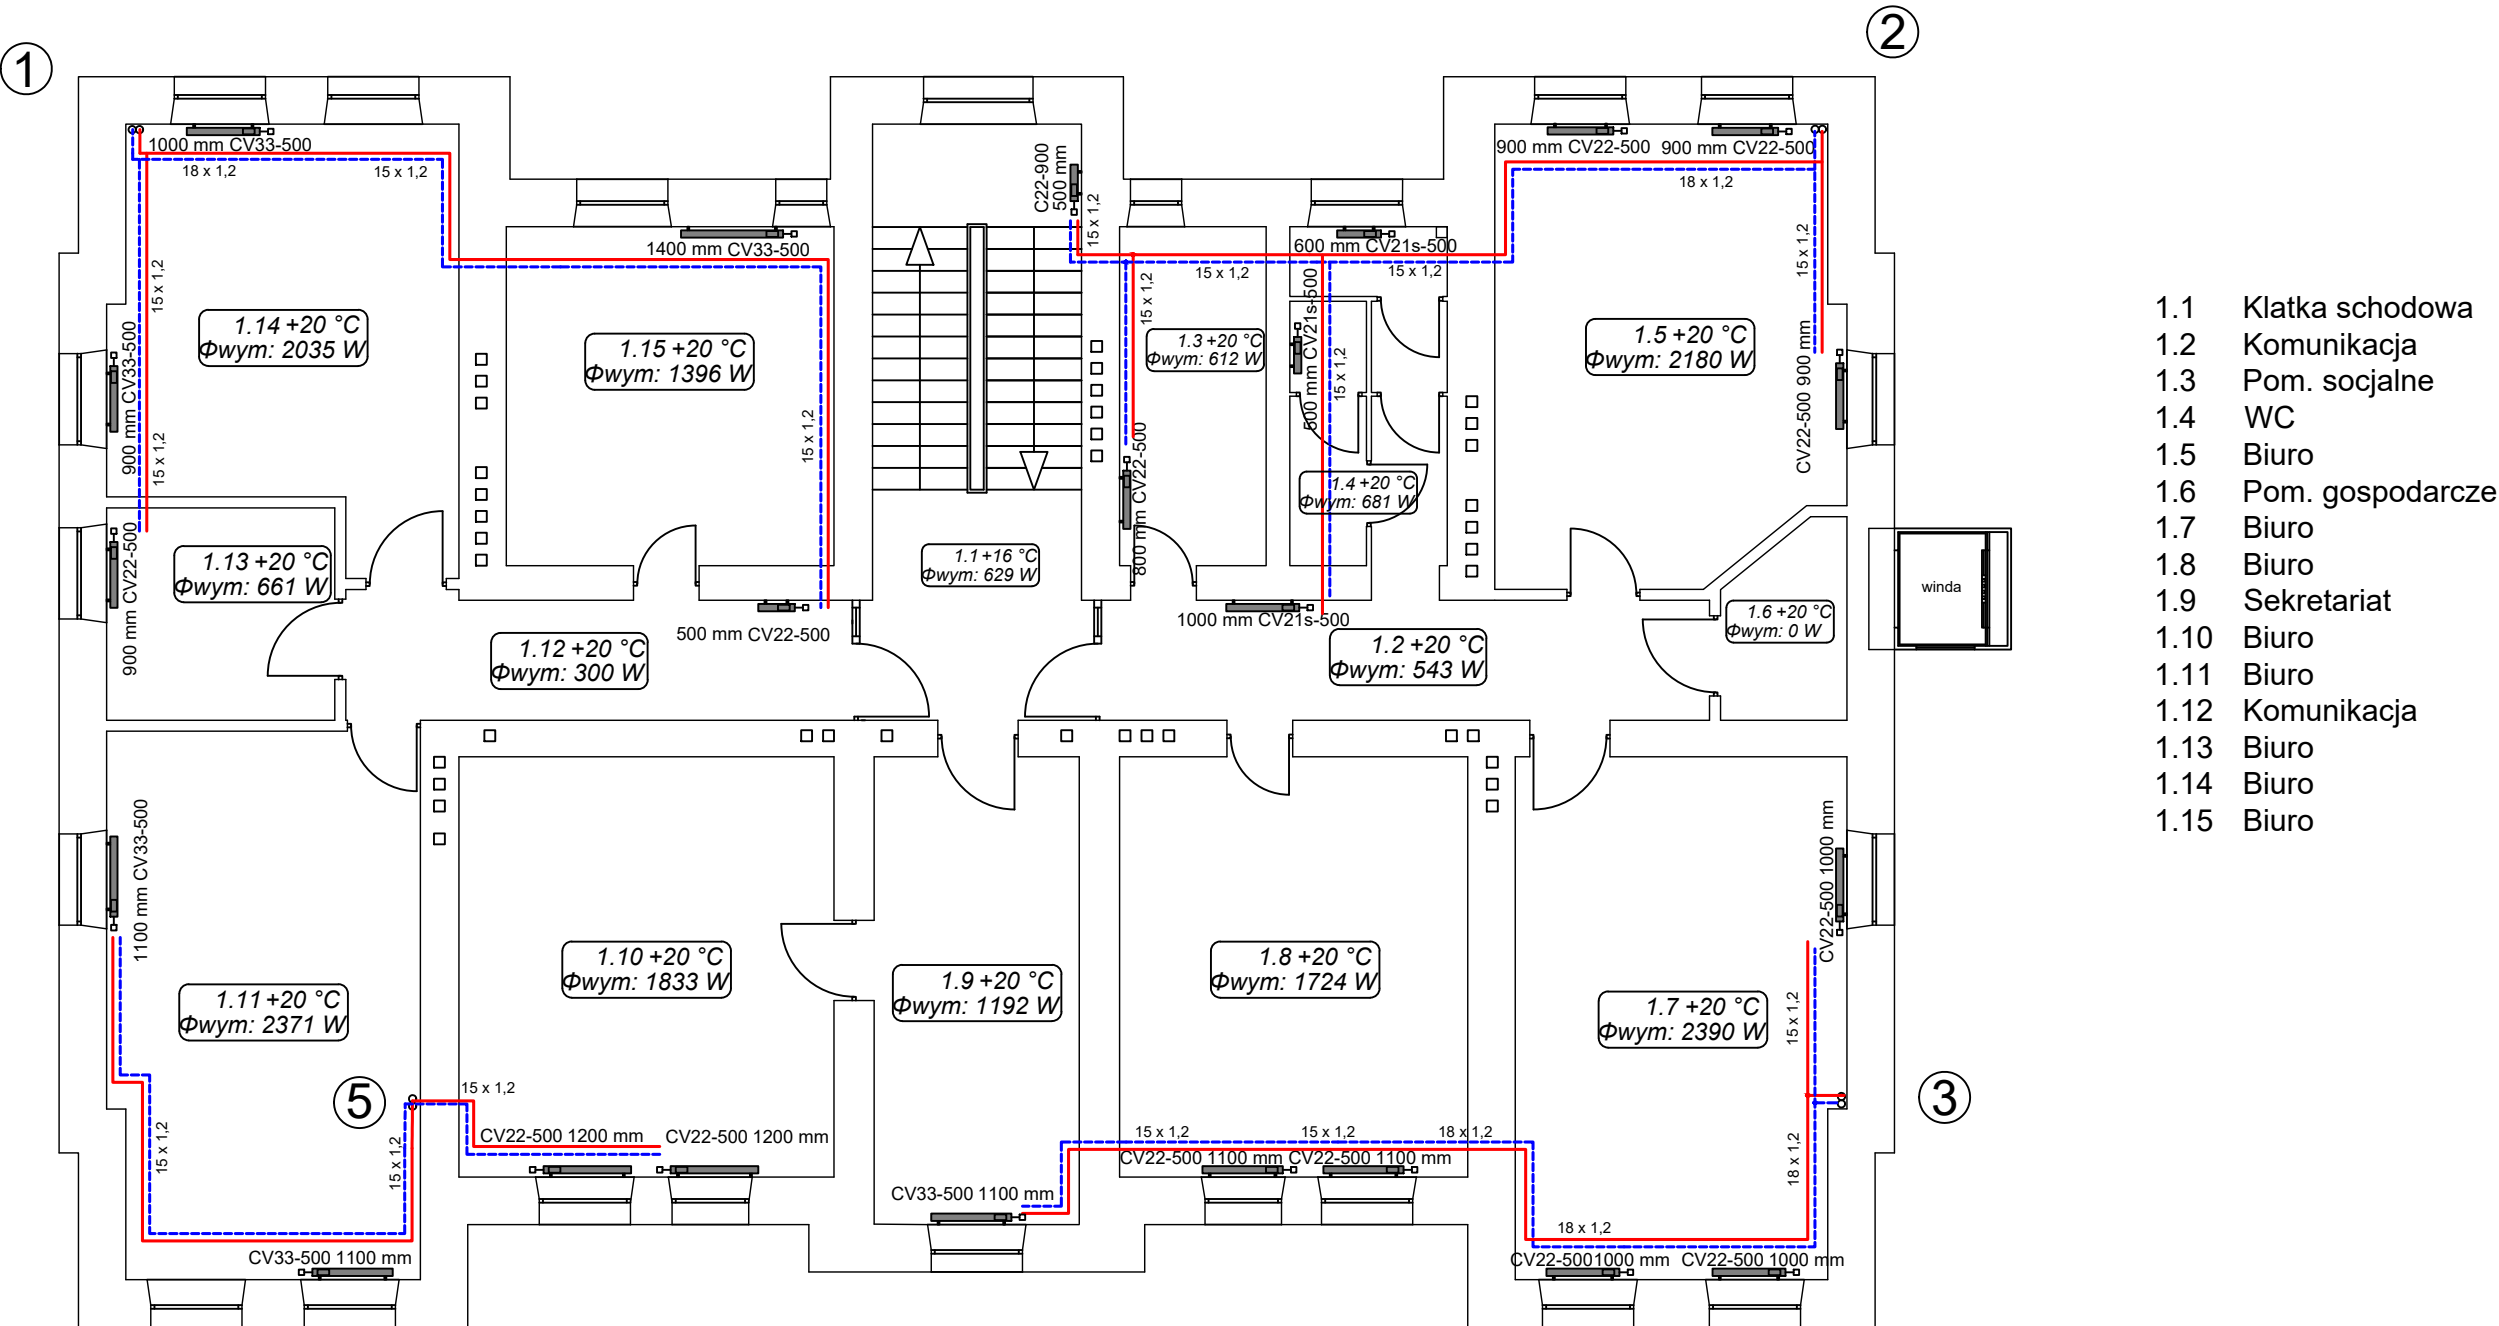 1
2
1000 mm CV33-500
18 x 1,2
15 x 1,2
15 x 1,2
1.14 +20 °C
Φwym: 2035 W
900 mm CV33-500
15 x 1,2
1400 mm CV33-500
1.15 +20 °C
Φwym: 1396 W
15 x 1,2
C22-900
500 mm
15 x 1,2
15 x 1,2
15 x 1,2
1.3 +20 °C
Φwym: 612 W
800 mm CV22-500
600 mm CV21s-500
15 x 1,2
500 mm CV21s-500
15 x 1,2
1.4 +20 °C
Φwym: 681 W
900 mm CV22-500
900 mm CV22-500
18 x 1,2
15 x 1,2
1.5 +20 °C
Φwym: 2180 W
CV22-500 900 mm
1.13 +20 °C
Φwym: 661 W
900 mm CV22-500
1.12 +20 °C
Φwym: 300 W
500 mm CV22-500
1.1 +16 °C
Φwym: 629 W
1000 mm CV21s-500
1.2 +20 °C
Φwym: 543 W
1.6 +20 °C
Φwym: 0 W
winda
1100 mm CV33-500
1.11 +20 °C
Φwym: 2371 W
15 x 1,2
15 x 1,2
5
CV33-500 1100 mm
15 x 1,2
1.10 +20 °C
Φwym: 1833 W
CV22-500 1200 mm
CV22-500 1200 mm
1.9 +20 °C
Φwym: 1192 W
CV33-500 1100 mm
1.8 +20 °C
Φwym: 1724 W
15 x 1,2
15 x 1,2
18 x 1,2
CV22-500 1100 mm
CV22-500 1100 mm
1.7 +20 °C
Φwym: 2390 W
CV22-500 1000 mm
15 x 1,2
18 x 1,2
18 x 1,2
CV22-5001000 mm
CV22-500 1000 mm
3
1.1 Klatka schodowa
1.2 Komunikacja
1.3 Pom. socjalne
1.4 WC
1.5 Biuro
1.6 Pom. gospodarcze
1.7 Biuro
1.8 Biuro
1.9 Sekretariat
1.10 Biuro
1.11 Biuro
1.12 Komunikacja
1.13 Biuro
1.14 Biuro
1.15 Biuro